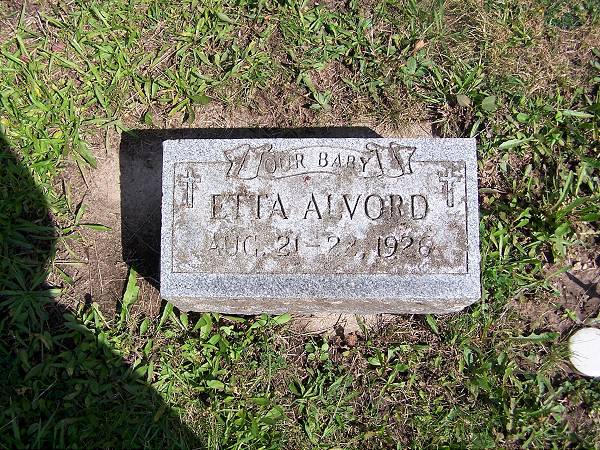 OUR BABY
ETTA ALVORD
AUG. 21-22, 1926